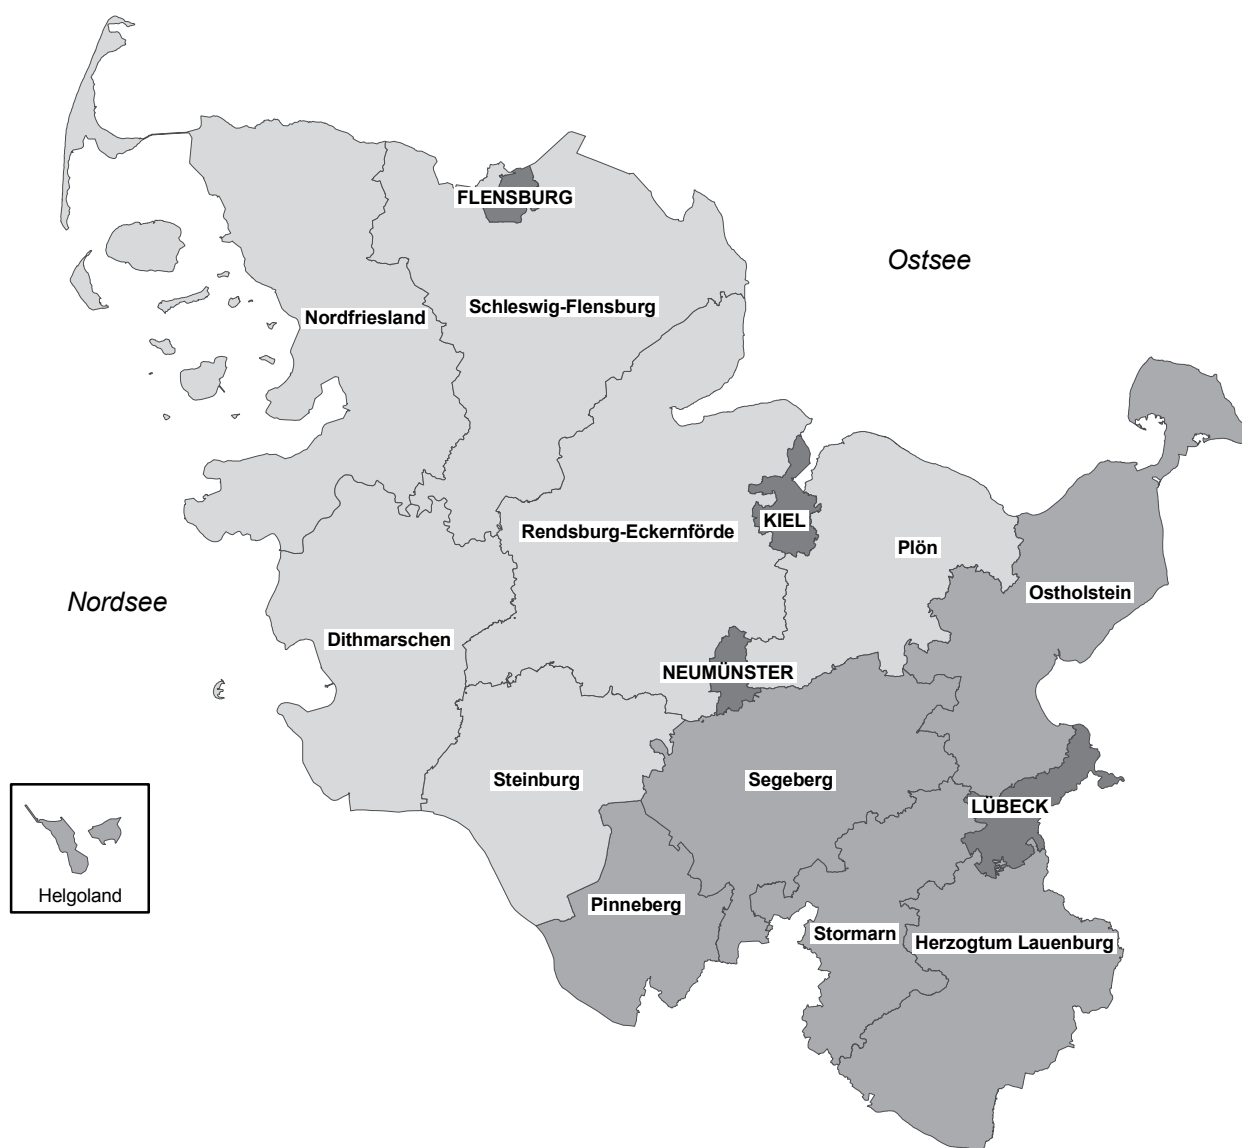 FLENSBURG
Ostsee
Schleswig-Flensburg
Nordfriesland
KIEL
Rendsburg-Eckernförde
Plön
Ostholstein
Nordsee
Dithmarschen
NEUMÜNSTER
Steinburg
Segeberg
LÜBECK
Helgoland
Pinneberg
Stormarn
Herzogtum Lauenburg